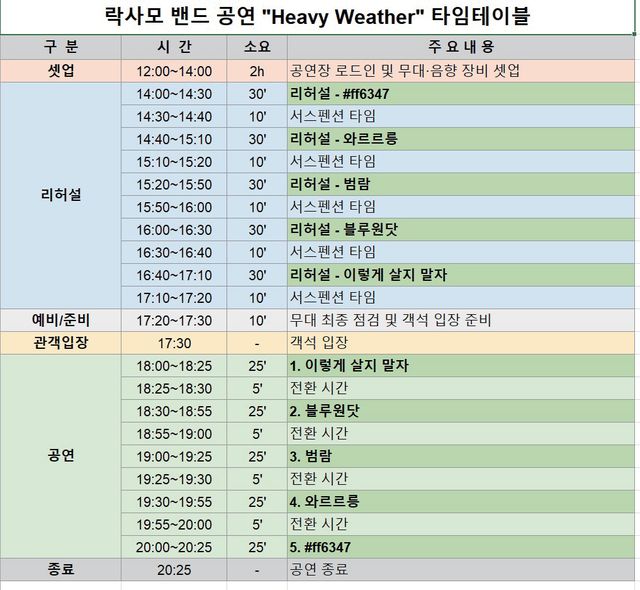 락사모 밴드 공연 "Heavy Weather" 타임테이블
구 분 시 간 소요 주 요 내 용
셋업 12:00~14:00 2h 공연장 로드인 및 무대·음향 장비 셋업
14:00~14:30 30' 리허설 - #ff6347
14:30~14:40 10' 서스펜션 타임
14:40~15:10 30' 리허설 - 와르르릉
15:10~15:20 10' 서스펜션 타임
15:20~15:50 30' 리허설 - 범람
리허설
15:50~16:00 10' 서스펜션 타임
16:00~16:30 30' 리허설 - 블루원닷
16:30~16:40 10' 서스펜션 타임
16:40~17:10 30' 리허설 - 이렇게 살지 말자
17:10~17:20 10' 서스펜션 타임
예비/준비 17:20~17:30 10' 무대 최종 점검 및 객석 입장 준비
관객입장 17:30 - 객석 입장
18:00~18:25 25' 1. 이렇게 살지 말자
18:25~18:30 5' 전환 시간
18:30~18:55 25' 2. 블루원닷
18:55~19:00 5' 전환 시간
공연 19:00~19:25 25' 3. 범람
19:25~19:30 5' 전환 시간
19:30~19:55 25' 4. 와르르릉
19:55~20:00 5' 전환 시간
20:00~20:25 25' 5. #ff6347
종료 20:25 - 공연 종료